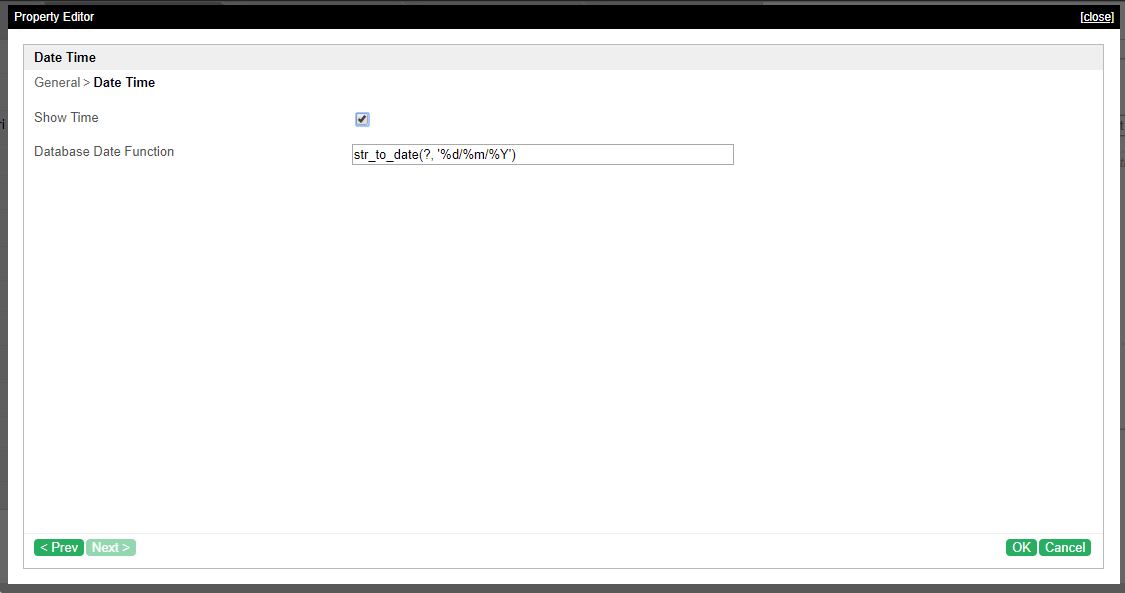 Property Editor [close]
Date Time
General > Date Time
Show Time
Database Date Function str_to_date(?, '%d/%m/%Y')
< Prev Next > OK Cancel